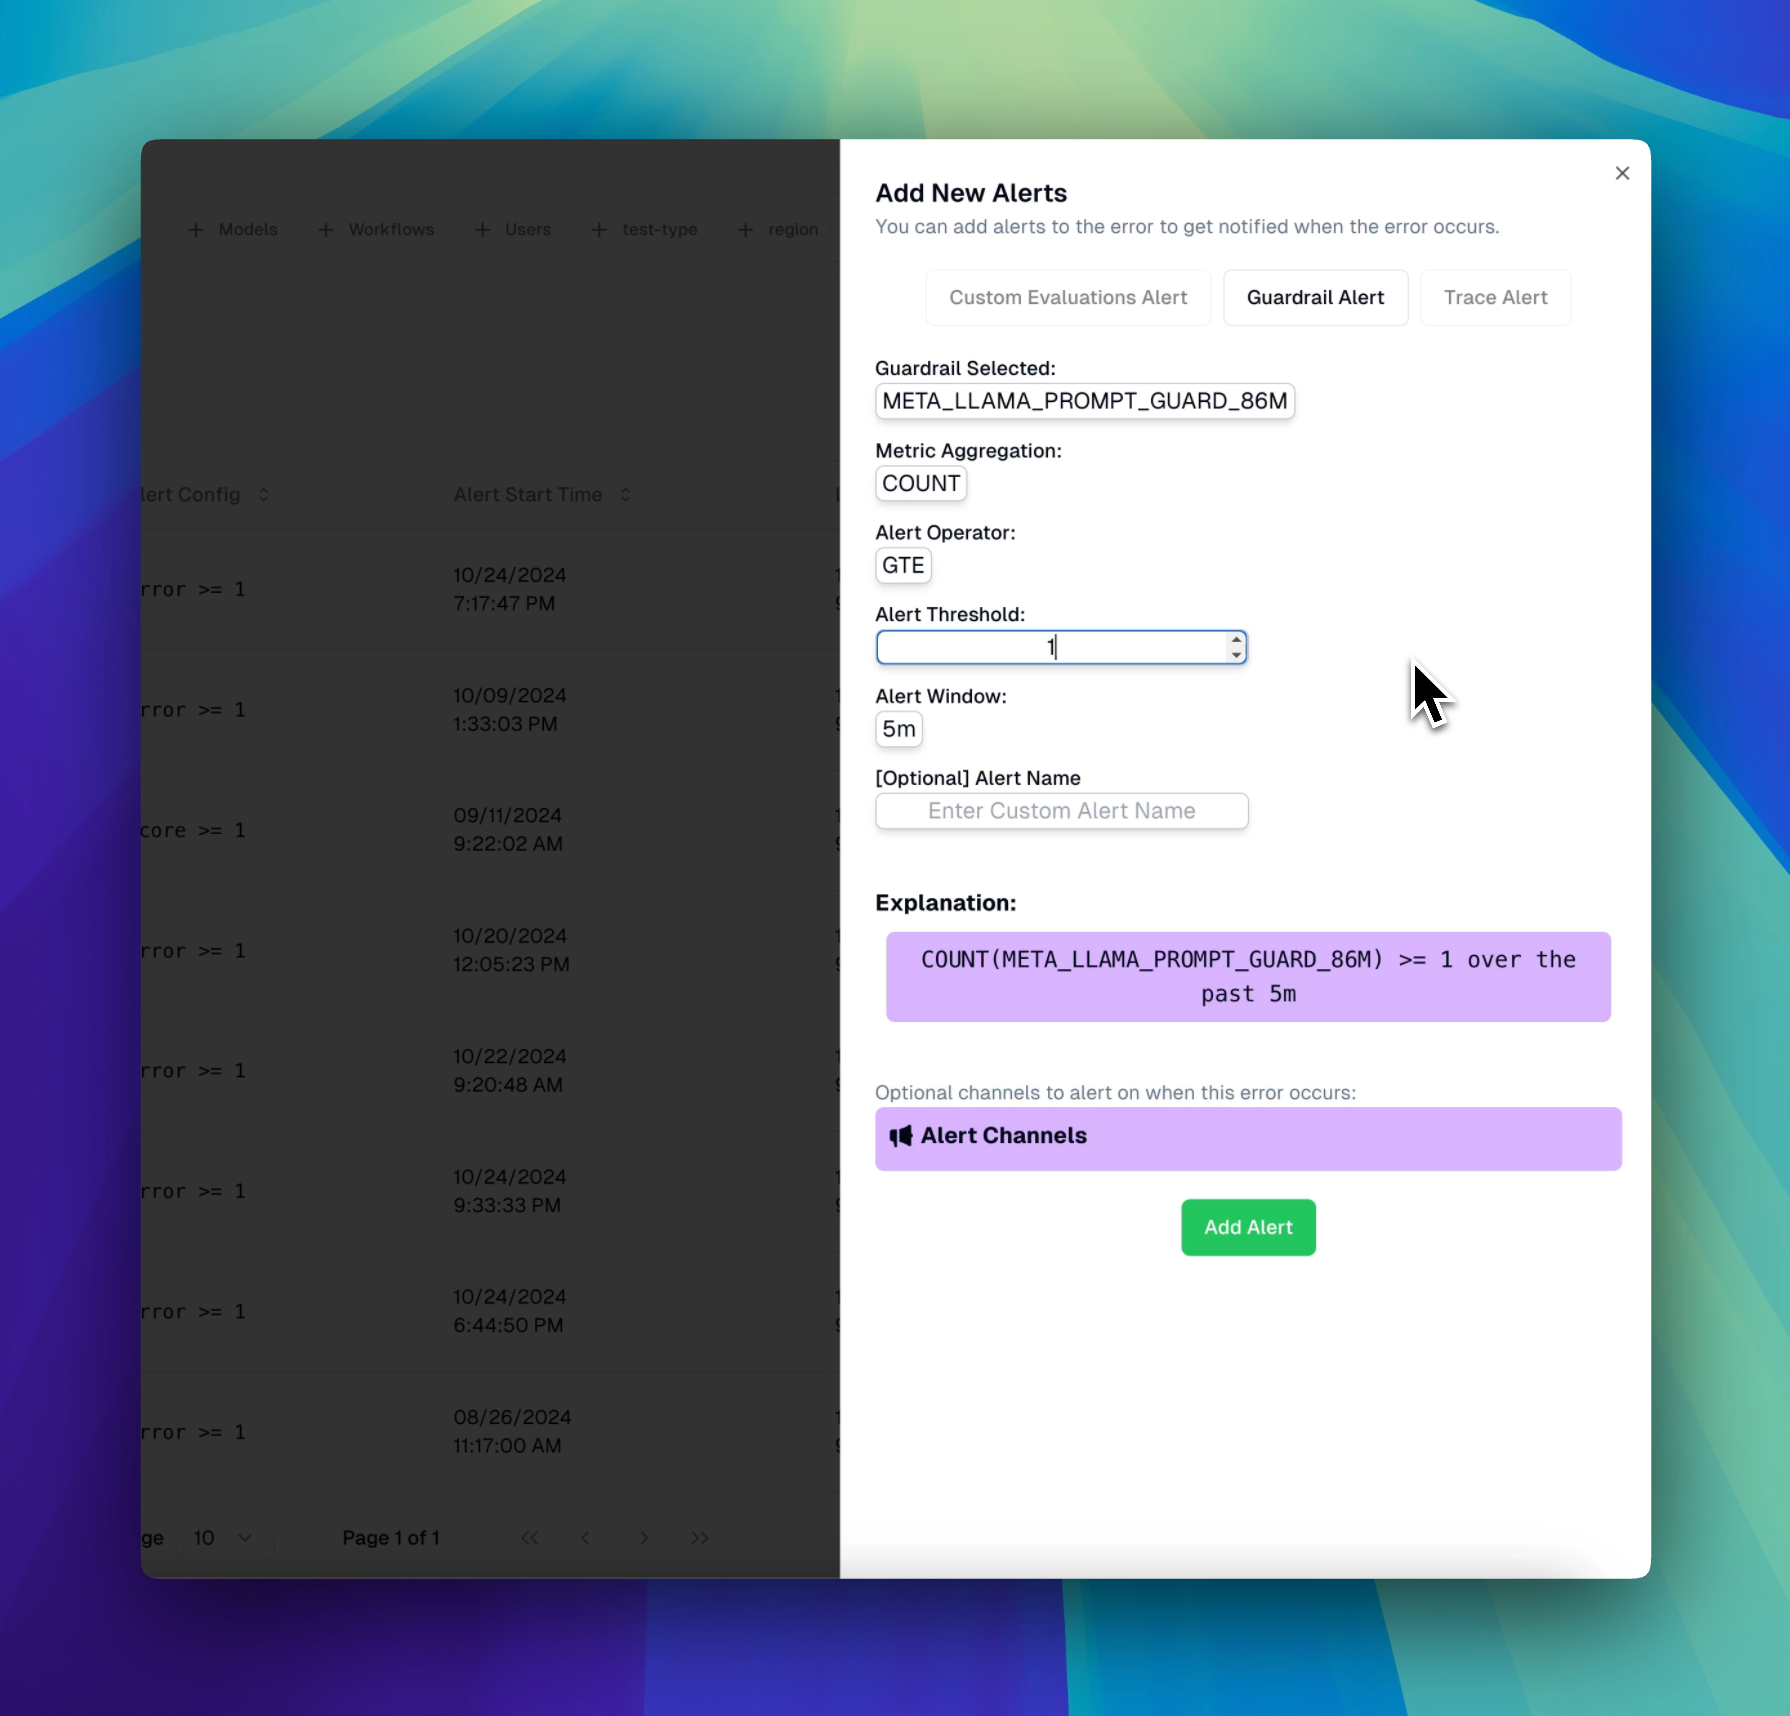 + Models + Workflows + Users + test-type + region
lert Config
Alert Start Time
rror >= 1
10/24/2024
7:17:47 PM
rror >= 1
10/09/2024
1:33:03 PM
core >= 1
09/11/2024
9:22:02 AM
rror >= 1
10/20/2024
12:05:23 PM
rror >= 1
10/22/2024
9:20:48 AM
rror >= 1
10/24/2024
9:33:33 PM
rror >= 1
10/24/2024
6:44:50 PM
rror >= 1
08/26/2024
11:17:00 AM
ge 10 Page 1 of 1
Add New Alerts
You can add alerts to the error to get notified when the error occurs.
Custom Evaluations Alert Guardrail Alert Trace Alert
Guardrail Selected:
META_LLAMA_PROMPT_GUARD_86M
Metric Aggregation:
COUNT
Alert Operator:
GTE
Alert Threshold:
1
Alert Window:
5m
[Optional] Alert Name
Enter Custom Alert Name
Explanation:
COUNT(META_LLAMA_PROMPT_GUARD_86M) >= 1 over the
past 5m
Optional channels to alert on when this error occurs:
Alert Channels
Add Alert